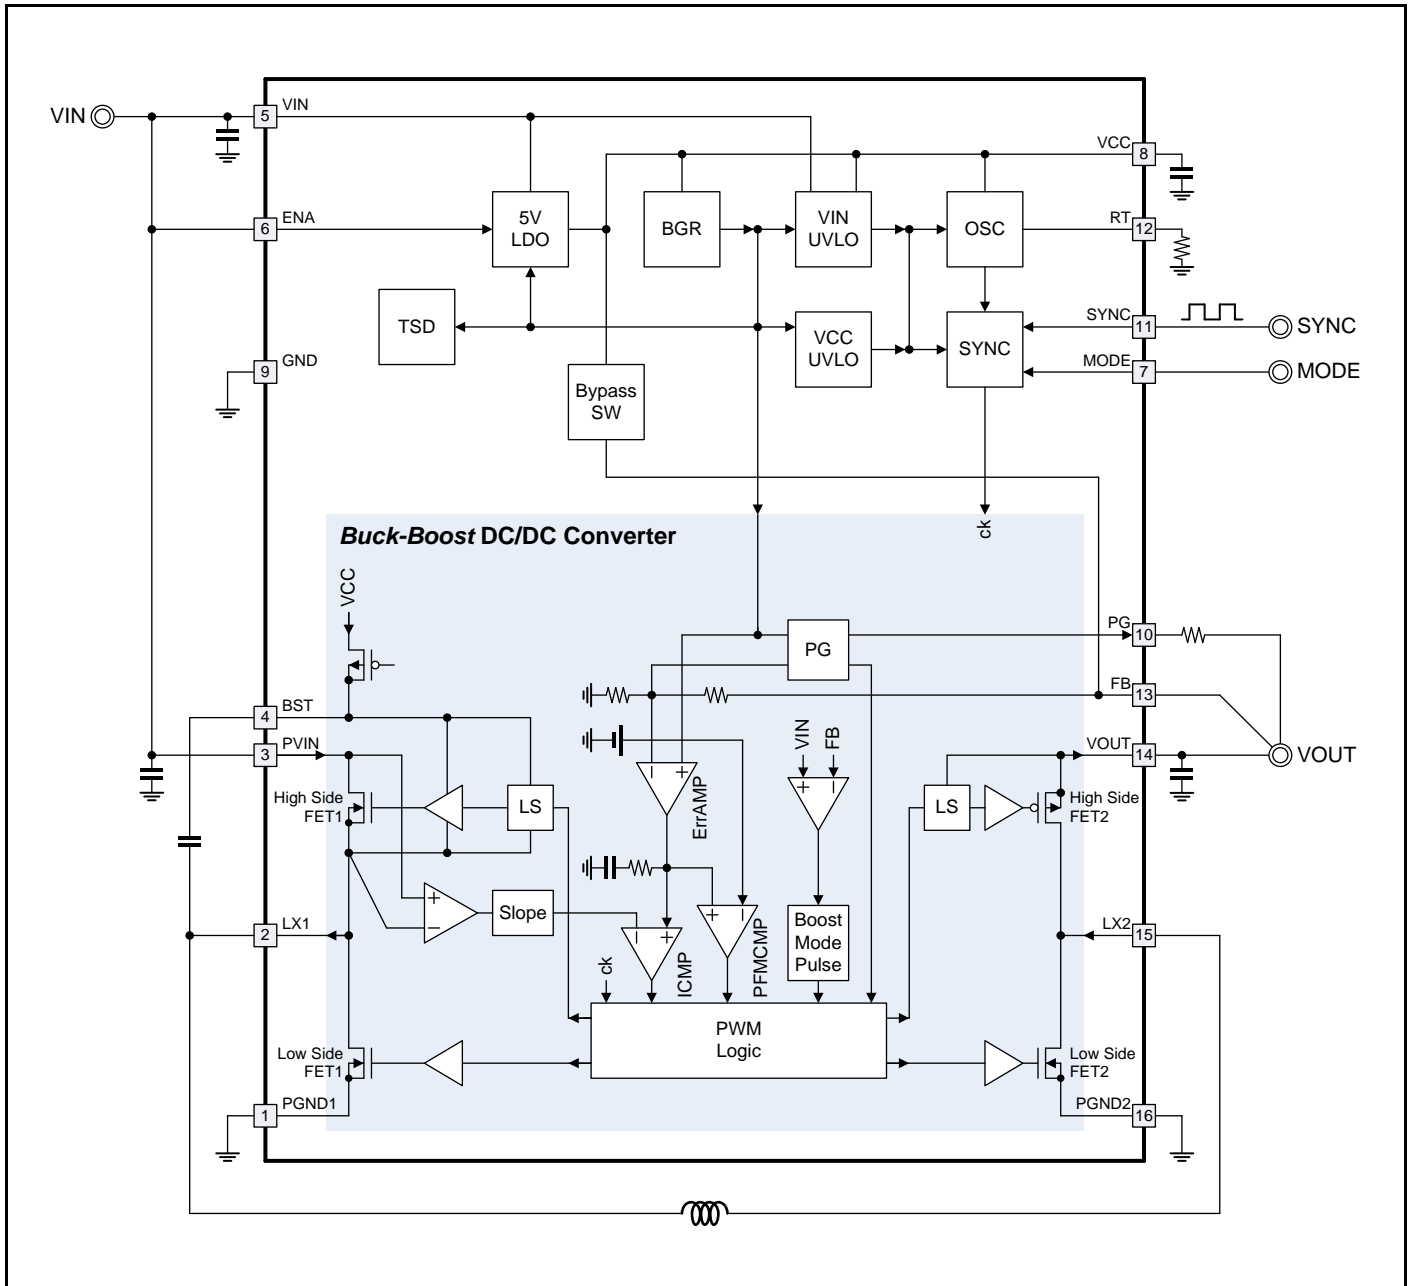 VIN
5
VIN
VCC
8
6
ENA
5V
LDO
BGR
VIN
UVLO
OSC
RT
12
TSD
VCC
UVLO
SYNC
SYNC
11
SYNC
MODE
7
MODE
9
GND
Bypass
SW
ck
Buck-Boost DC/DC Converter
VCC
PG
10
PG
FB
13
4
BST
VIN
FB
3
PVIN
VOUT
14
VOUT
High Side
FET1
LS
−
+
ErrAMP
+
−
LS
High Side
FET2
+
−
Slope
−
+
ICMP
+
−
PFMCMP
Boost
Mode
Pulse
2
LX1
LX2
15
ck
PWM
Logic
Low Side
FET1
Low Side
FET2
1
PGND1
PGND2
16